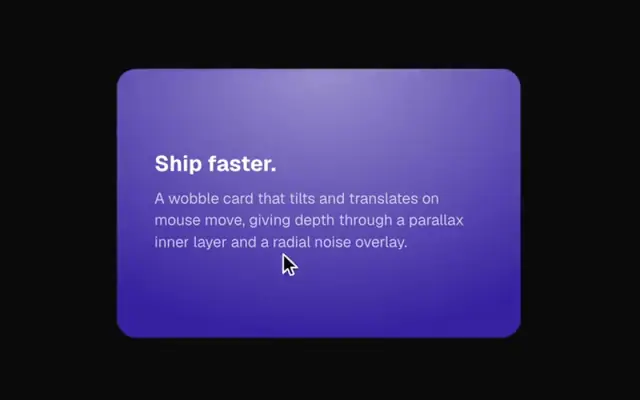 Ship faster.
A wobble card that tilts and translates on
mouse move, giving depth through a parallax
inner layer and a radial noise overlay.